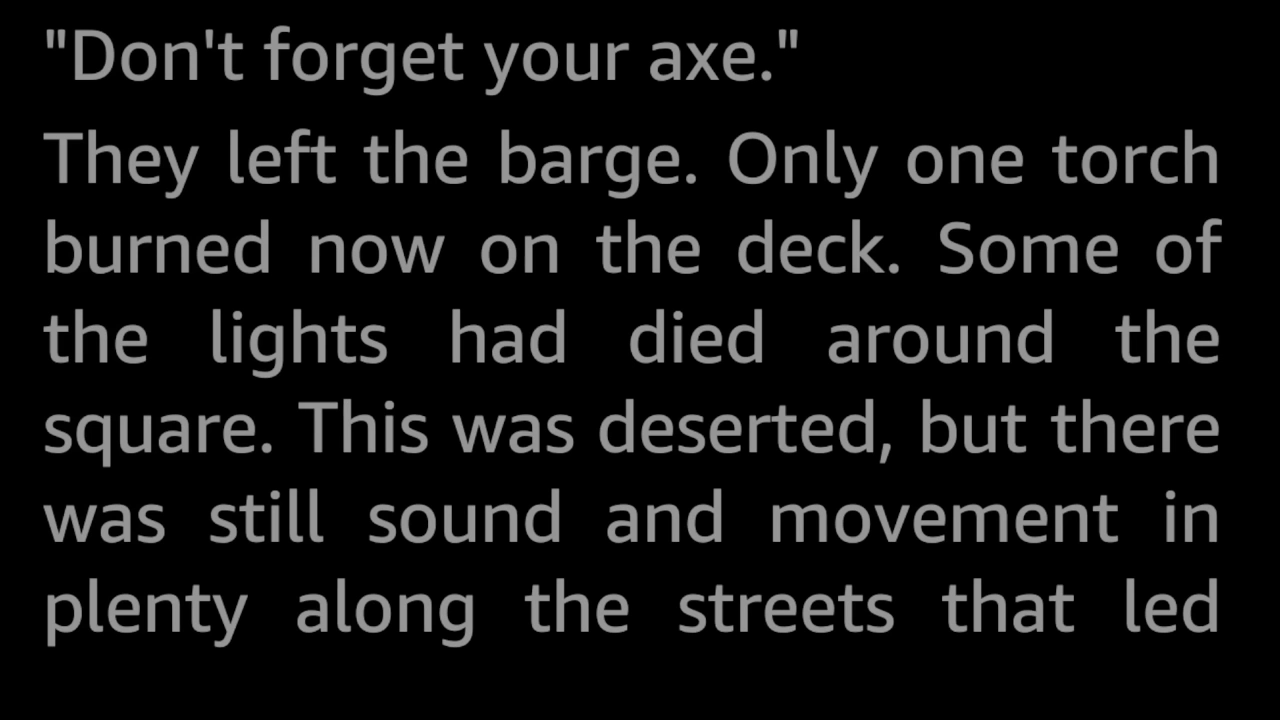 "Don't forget your axe."
They left the barge. Only one torch
burned now on the deck. Some of
the lights had died around the
square. This was deserted, but there
was still sound and movement in
plenty along the streets that led